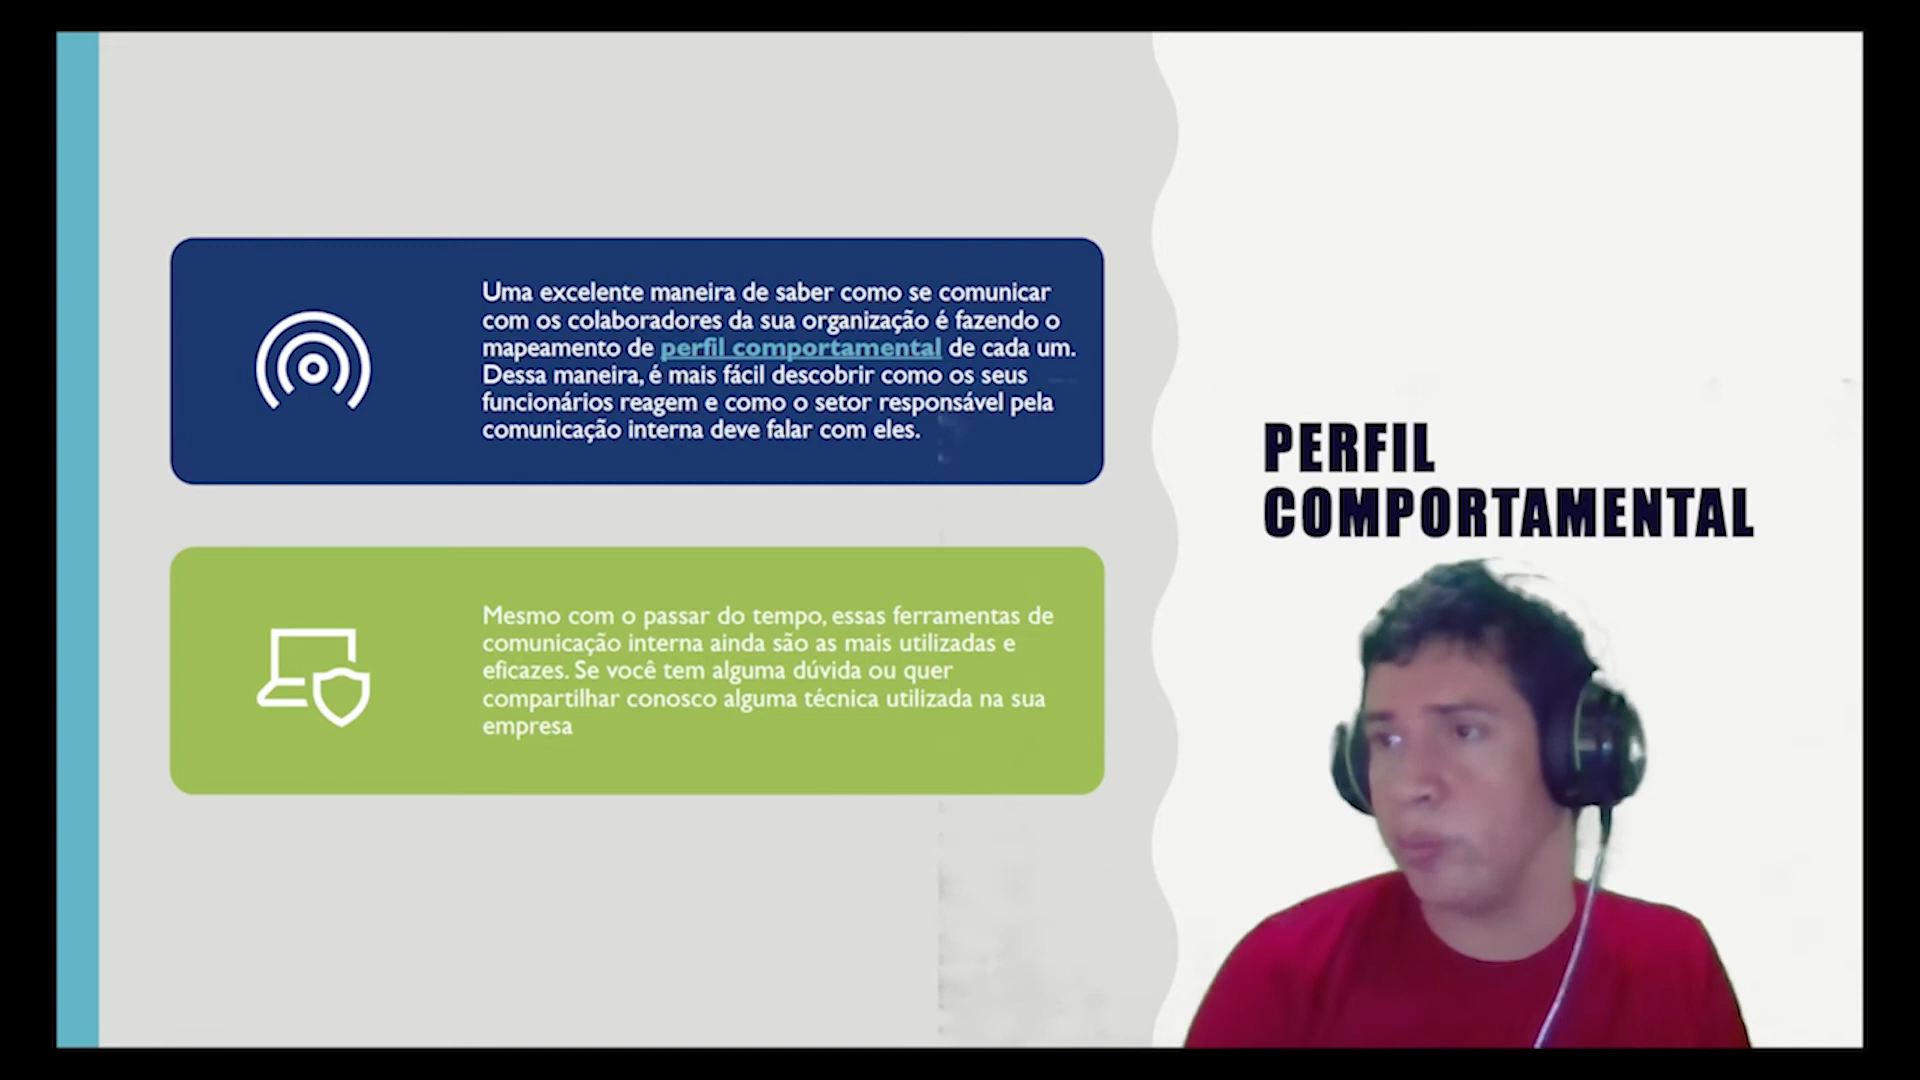 Uma excelente maneira de saber como se comunicar
com os colaboradores da sua organização é fazendo o
mapeamento de perfil comportamental de cada um.
Dessa maneira, é mais fácil descobrir como os seus
funcionários reagem e como o setor responsável pela
comunicação interna deve falar com eles.
Mesmo com o passar do tempo, essas ferramentas de
comunicação interna ainda são as mais utilizadas e
eficazes. Se você tem alguma dúvida ou quer
compartilhar conosco alguma técnica utilizada na sua
empresa
PERFIL
COMPORTAMENTAL